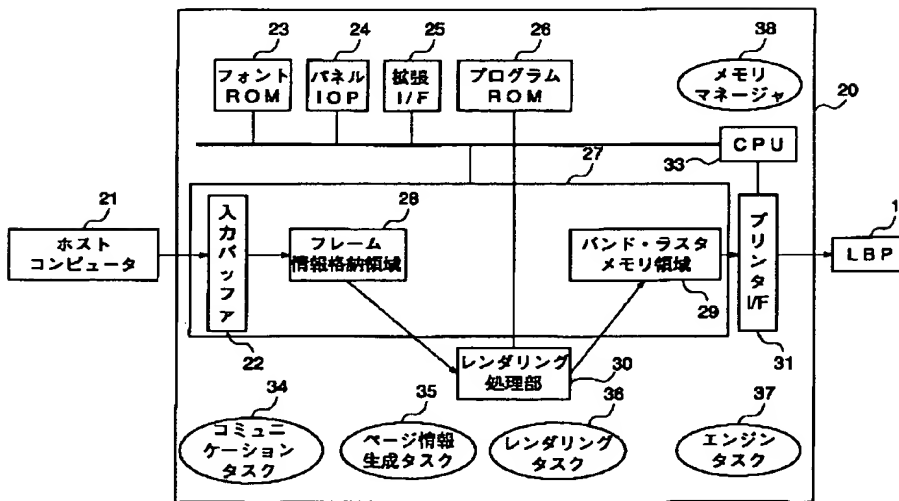 23
24
25
26
38
フォント
ROM
パネル
IOP
拡張
I/F
プログラム
ROM
メモリ
マネージャ
20
CPU
33
27
21
28
1
ホスト
コンピュータ
入力バッファ
フレーム
情報格納領域
バンド・ラスタ
メモリ領域
プリンタ
I/F
LBP
29
22
31
レンダリング
処理部
30
34
35
36
37
コミュニ
ケーション
タスク
ページ情報
生成タスク
レンダリング
タスク
エンジン
タスク